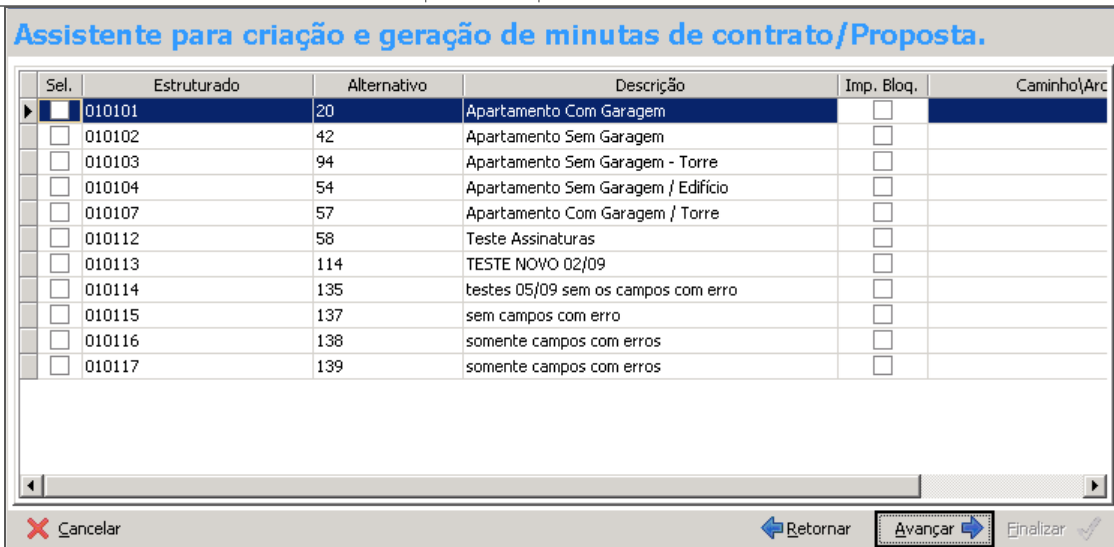 Assistente para criação e geração de minutas de contrato/Proposta.
Sel. Estruturado Alternativo Descrição Imp. Bloq. Caminho\Arc
010101 20 Apartamento Com Garagem
010102 42 Apartamento Sem Garagem
010103 94 Apartamento Sem Garagem - Torre
010104 54 Apartamento Sem Garagem / Edifício
010107 57 Apartamento Com Garagem / Torre
010112 58 Teste Assinaturas
010113 114 TESTE NOVO 02/09
010114 135 testes 05/09 sem os campos com erro
010115 137 sem campos com erro
010116 138 somente campos com erros
010117 139 somente campos com erros
Cancelar Retornar Avançar Finalizar